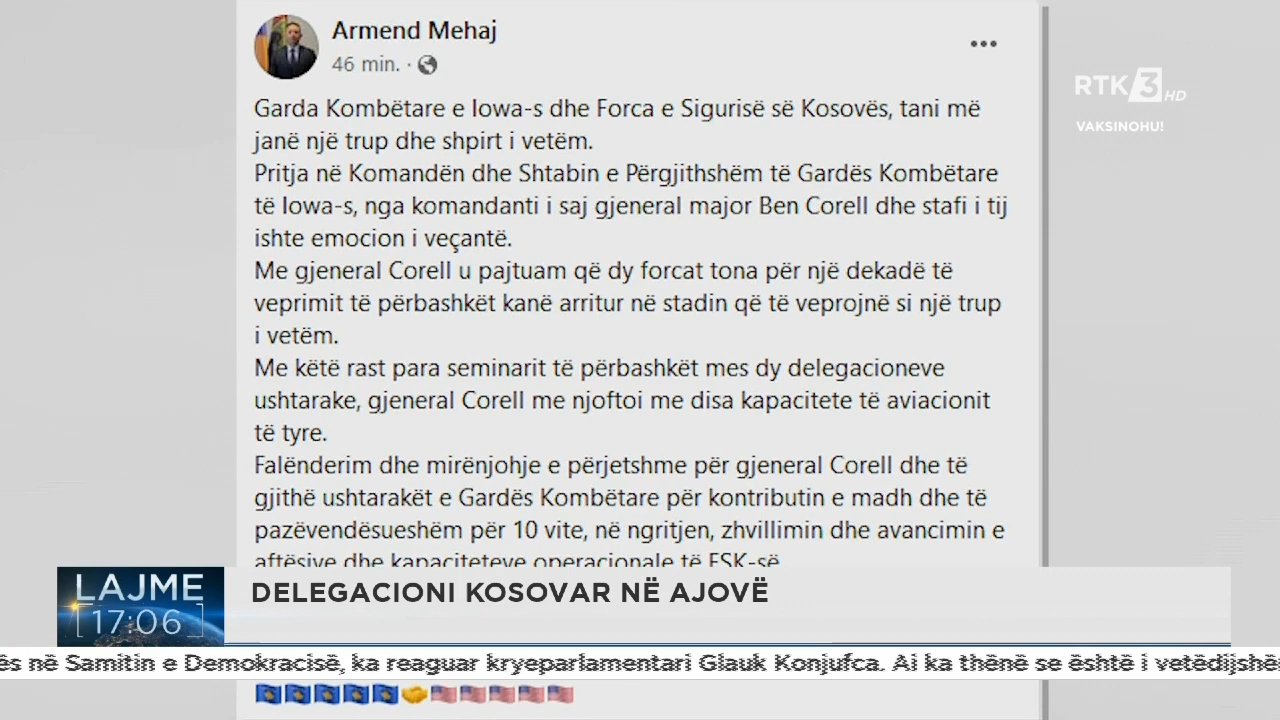 Armend Mehaj
46 min. ·
RTK 3 HD
VAKSINOHU!
Garda Kombëtare e Iowa-s dhe Forca e Sigurisë së Kosovës, tani më
janë një trup dhe shpirt i vetëm.
Pritja në Komandën dhe Shtabin e Përgjithshëm të Gardës Kombëtare
të Iowa-s, nga komandanti i saj gjeneral major Ben Corell dhe stafi i tij
ishte emocion i veçantë.
Me gjeneral Corell u pajtuam që dy forcat tona për një dekadë të
veprimit të përbashkët kanë arritur në stadin që të veprojnë si një trup
i vetëm.
Me këtë rast para seminarit të përbashkët mes dy delegacioneve
ushtarake, gjeneral Corell me njoftoi me disa kapacitete të aviacionit
të tyre.
Falënderim dhe mirënjohje e përjetshme për gjeneral Corell dhe të
gjithë ushtarakët e Gardës Kombëtare për kontributin e madh dhe të
pazëvendësueshëm për 10 vite, në ngritjen, zhvillimin dhe avancimin e
aftësive dhe kapaciteteve operacionale të FSK-së.
LAJME
17:06
DELEGACIONI KOSOVAR NË AJOVË
ës në Samitin e Demokracisë, ka reaguar kryeparlamentari Glauk Konjufca. Ai ka thënë se është i vetëdijshë